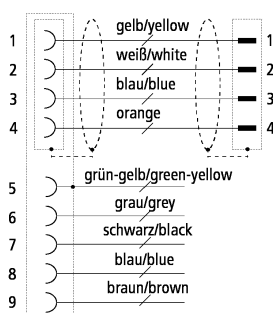 1 gelb/yellow 1
2 weiß/white 2
3 blau/blue 3
4 orange 4
5 grün-gelb/green-yellow
6 grau/grey
7 schwarz/black
8 blau/blue
9 braun/brown